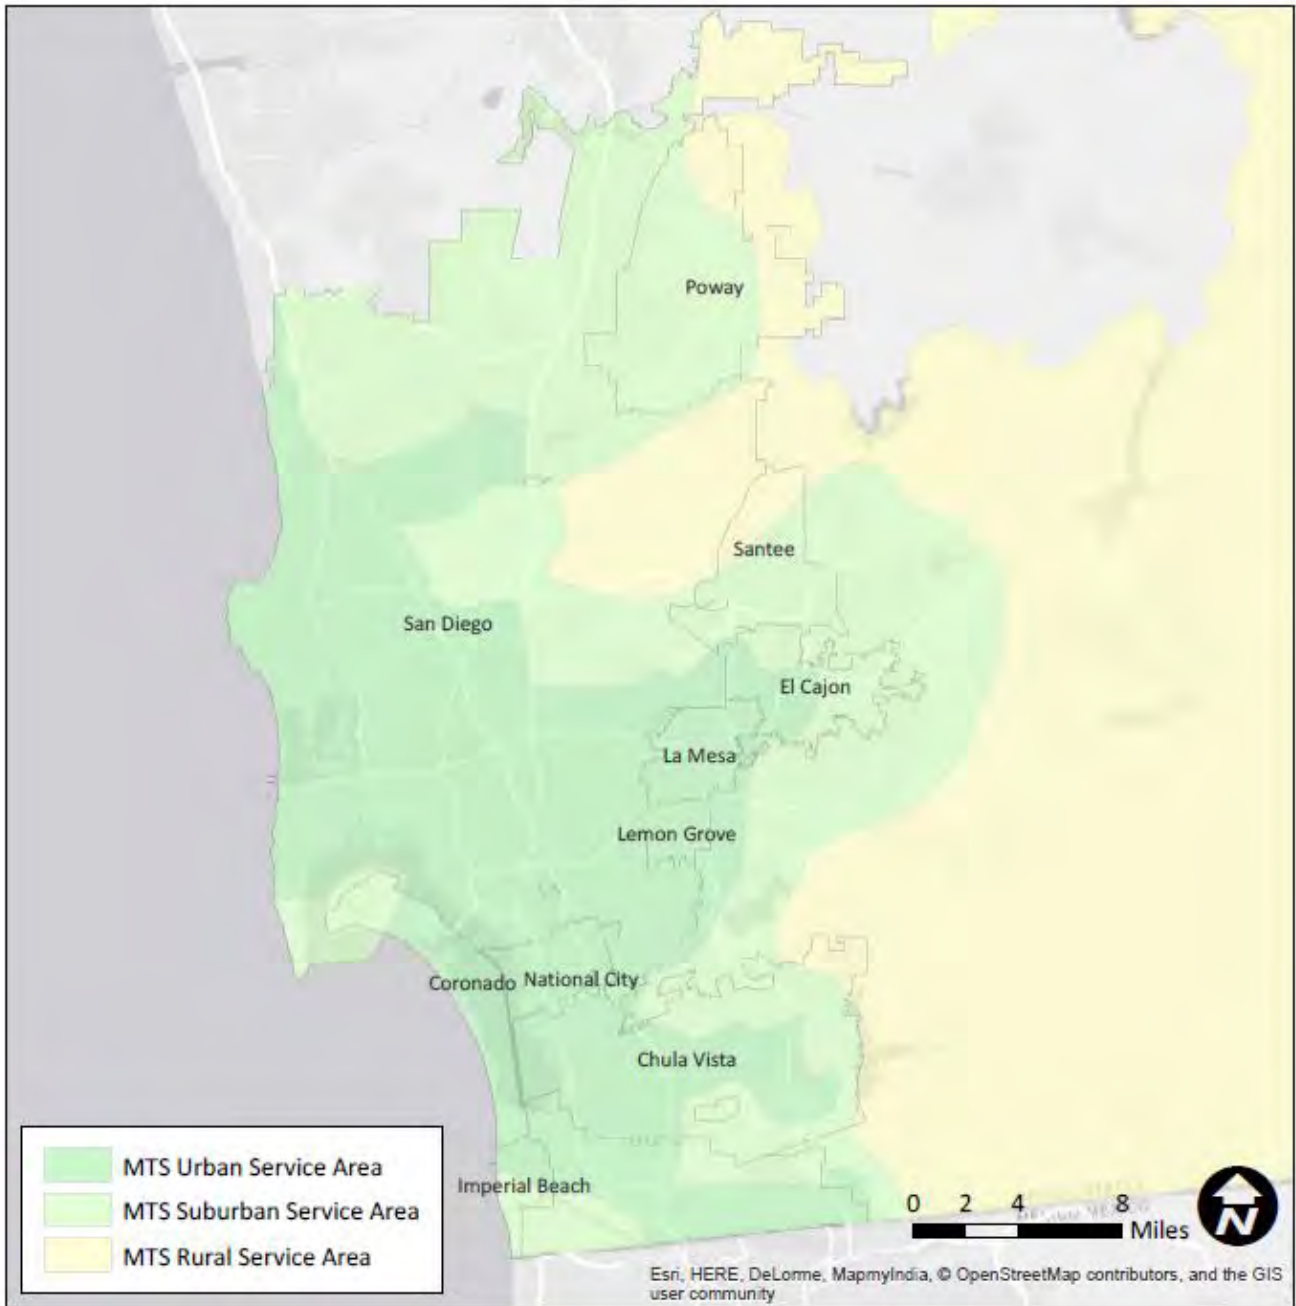 Poway
Santee
San Diego
El Cajon
La Mesa
Lemon Grove
Coronado
National City
Chula Vista
Imperial Beach
MTS Urban Service Area
MTS Suburban Service Area
MTS Rural Service Area
0 2 4 8
Miles
N
Esri, HERE, DeLorme, MapmyIndia, © OpenStreetMap contributors, and the GIS
user community